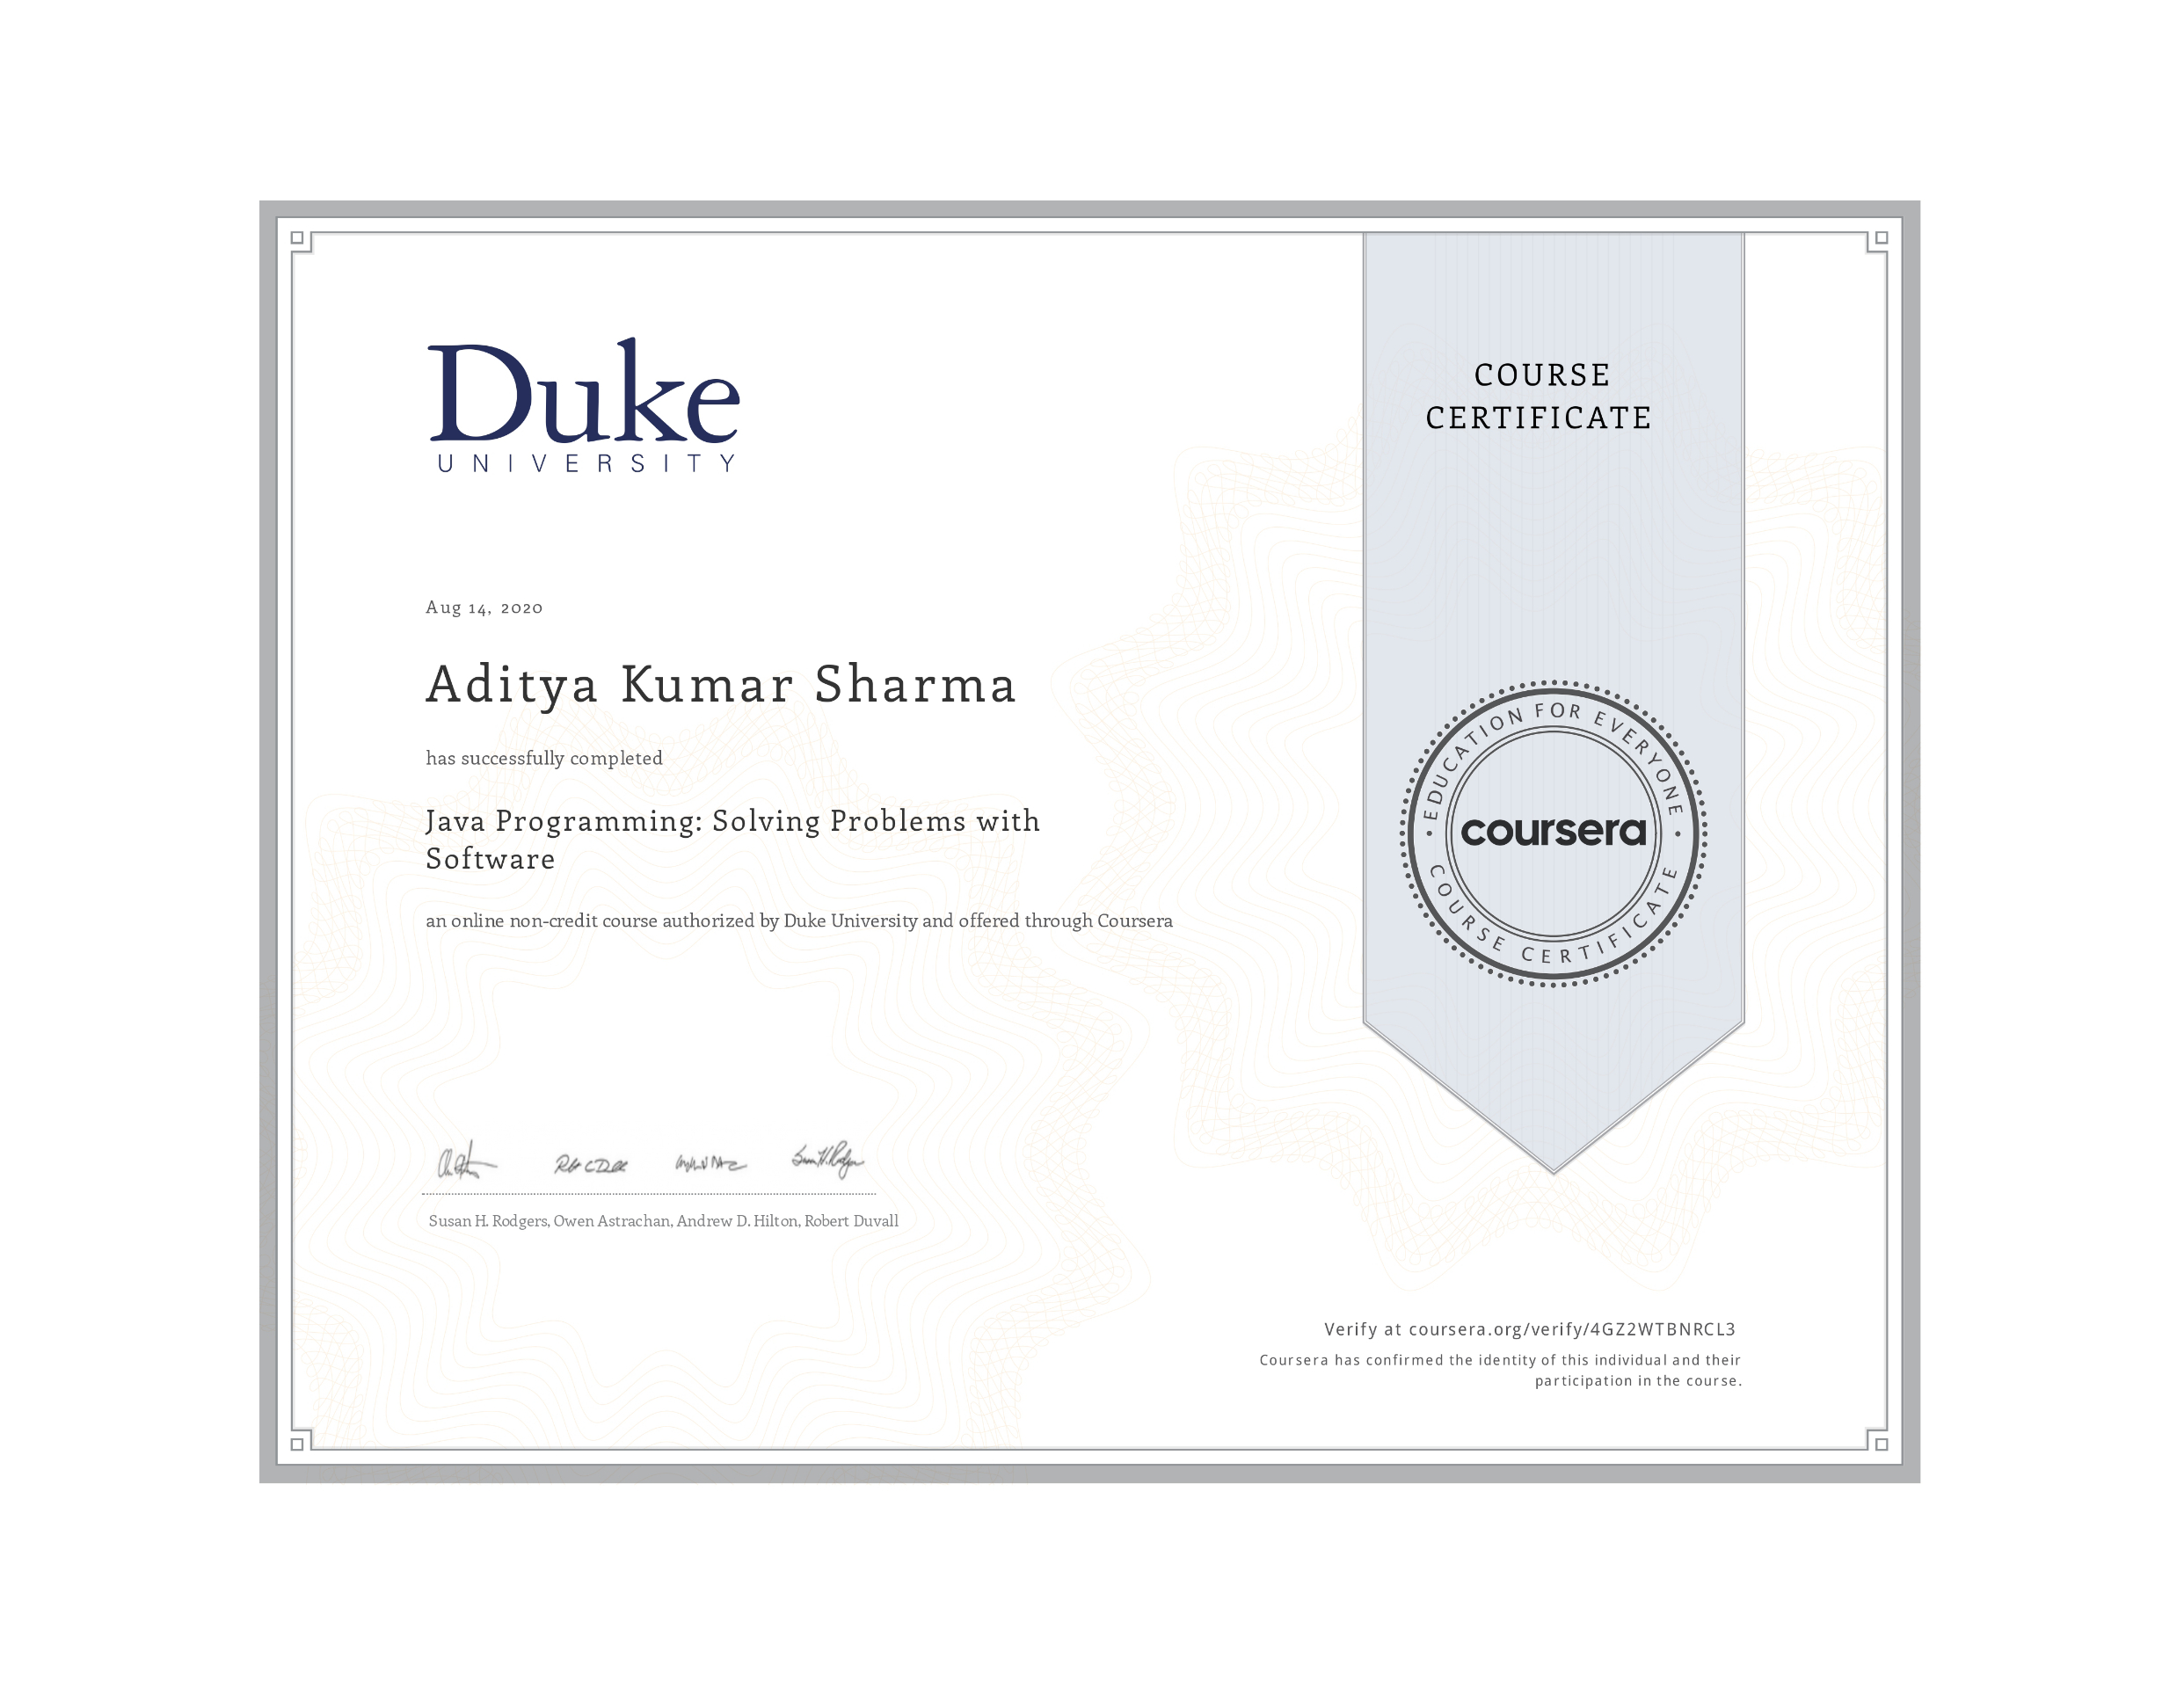 Duke
UNIVERSITY
COURSE
CERTIFICATE
Aug 14, 2020
Aditya Kumar Sharma
has successfully completed
Java Programming: Solving Problems with
Software
an online non-credit course authorized by Duke University and offered through Coursera
EDUCATION FOR EVERYONE
coursera
COURSE CERTIFICATE
Susan H. Rodgers, Owen Astrachan, Andrew D. Hilton, Robert Duvall
Verify at coursera.org/verify/4GZ2WTBNRCL3
Coursera has confirmed the identity of this individual and their
participation in the course.